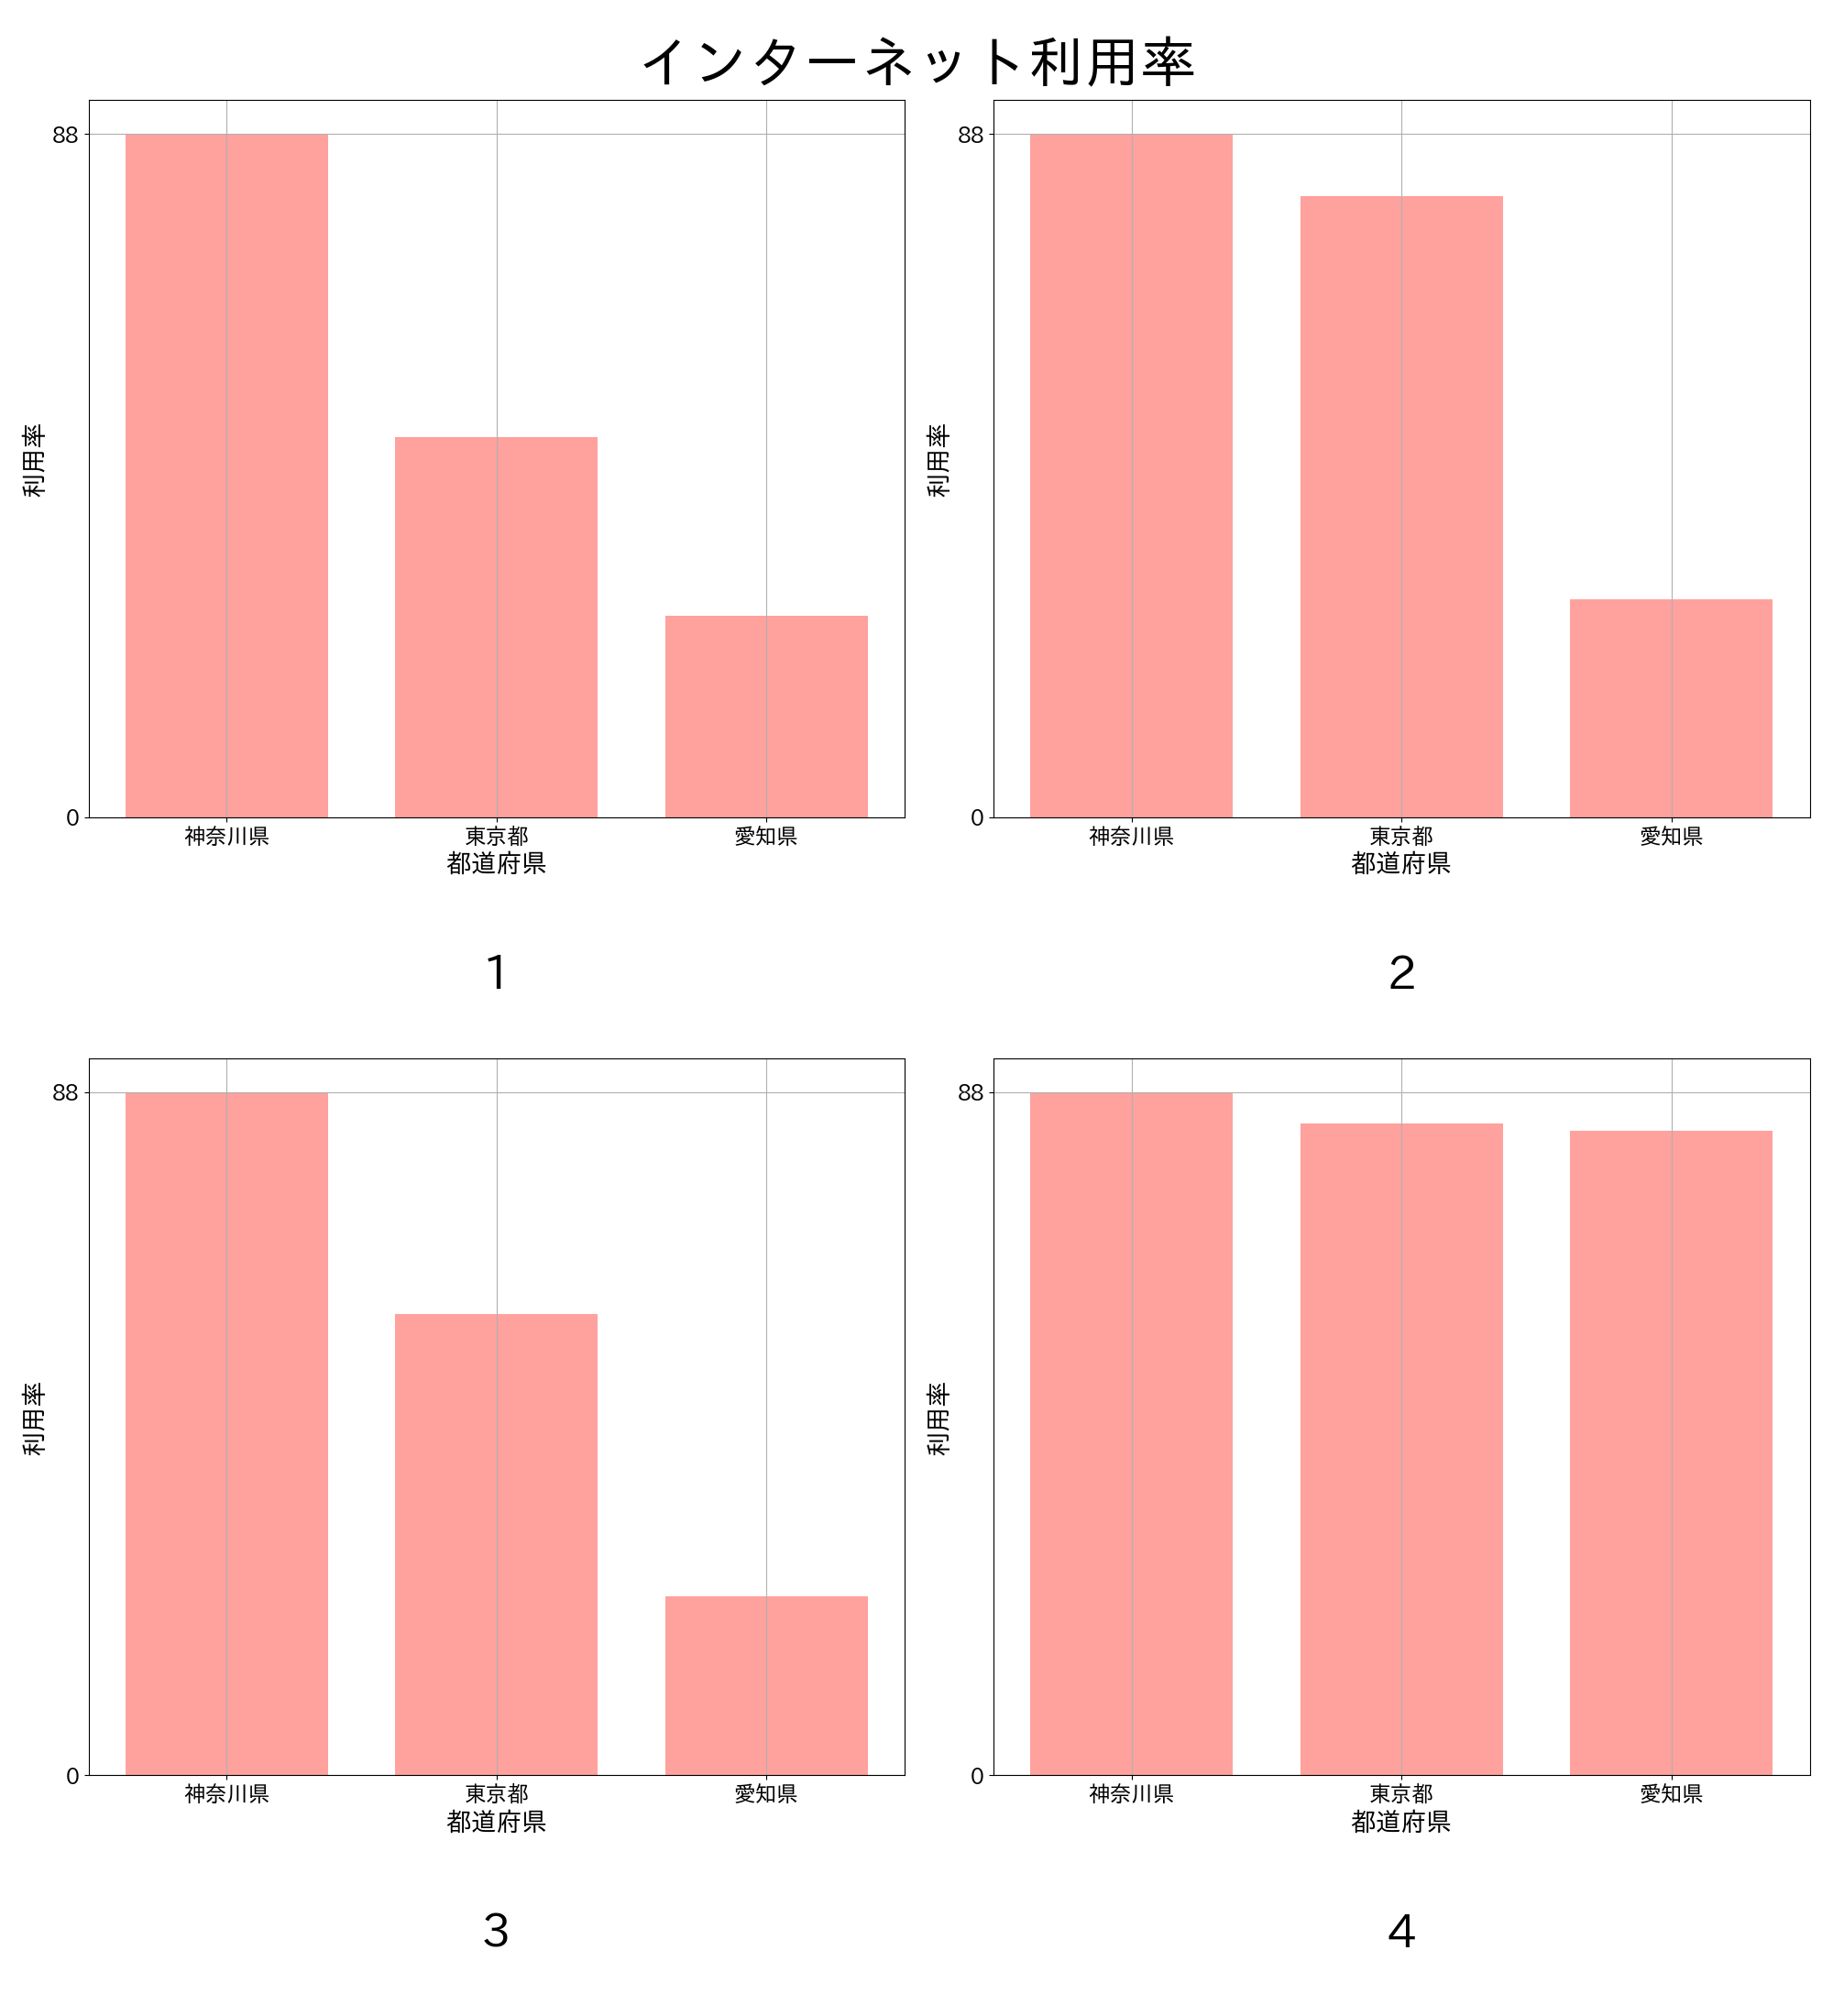 インターネット利用率
88
0
利用率
神奈川県 東京都 愛知県
都道府県
1
88
0
利用率
神奈川県 東京都 愛知県
都道府県
2
88
0
利用率
神奈川県 東京都 愛知県
都道府県
3
88
0
利用率
神奈川県 東京都 愛知県
都道府県
4